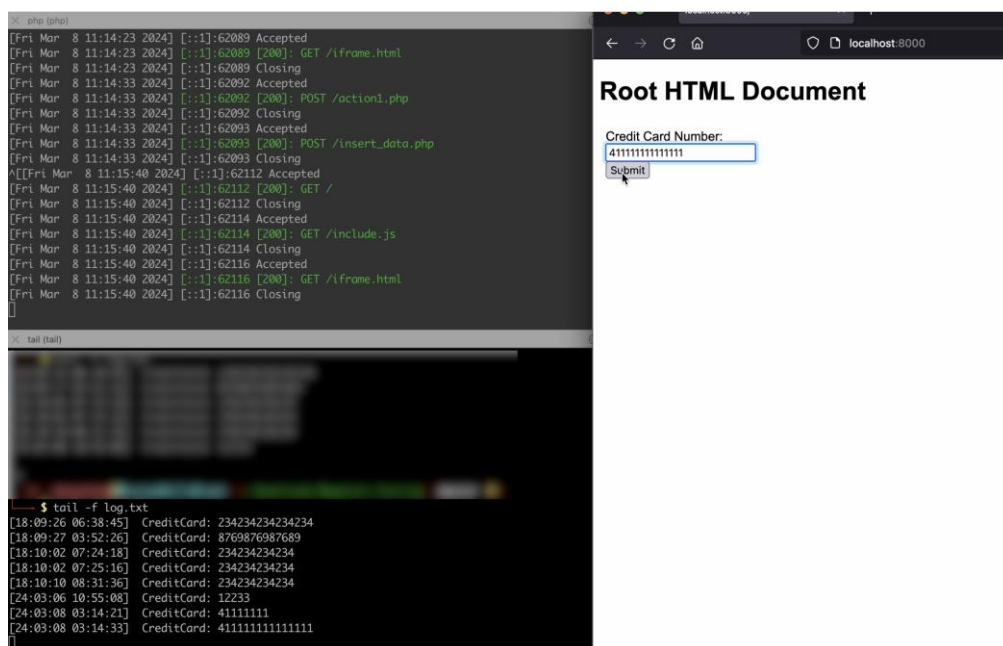 php (php)
[Fri Mar  8 11:14:23 2024] [::1]:62089 Accepted
[Fri Mar  8 11:14:23 2024] [::1]:62089 [200]: GET /iframe.html
[Fri Mar  8 11:14:23 2024] [::1]:62089 Closing
[Fri Mar  8 11:14:33 2024] [::1]:62092 Accepted
[Fri Mar  8 11:14:33 2024] [::1]:62092 [200]: POST /action1.php
[Fri Mar  8 11:14:33 2024] [::1]:62092 Closing
[Fri Mar  8 11:14:33 2024] [::1]:62093 Accepted
[Fri Mar  8 11:14:33 2024] [::1]:62093 [200]: POST /insert_data.php
[Fri Mar  8 11:14:33 2024] [::1]:62093 Closing
^[[Fri Mar  8 11:15:40 2024] [::1]:62112 Accepted
[Fri Mar  8 11:15:40 2024] [::1]:62112 [200]: GET /
[Fri Mar  8 11:15:40 2024] [::1]:62112 Closing
[Fri Mar  8 11:15:40 2024] [::1]:62114 Accepted
[Fri Mar  8 11:15:40 2024] [::1]:62114 [200]: GET /include.js
[Fri Mar  8 11:15:40 2024] [::1]:62114 Closing
[Fri Mar  8 11:15:40 2024] [::1]:62116 Accepted
[Fri Mar  8 11:15:40 2024] [::1]:62116 [200]: GET /iframe.html
[Fri Mar  8 11:15:40 2024] [::1]:62116 Closing
tail (tail)
$ tail -f log.txt
[18:09:26 06:38:45]  CreditCard: 234234234234234
[18:09:27 03:52:26]  CreditCard: 8769876987689
[18:10:02 07:24:18]  CreditCard: 234234234234
[18:10:02 07:25:16]  CreditCard: 234234234234
[18:10:10 08:31:36]  CreditCard: 234234234234
[24:03:06 10:55:08]  CreditCard: 12233
[24:03:08 03:14:21]  CreditCard: 41111111
[24:03:08 03:14:33]  CreditCard: 411111111111111
localhost:8000
Root HTML Document
Credit Card Number:
411111111111111
Submit